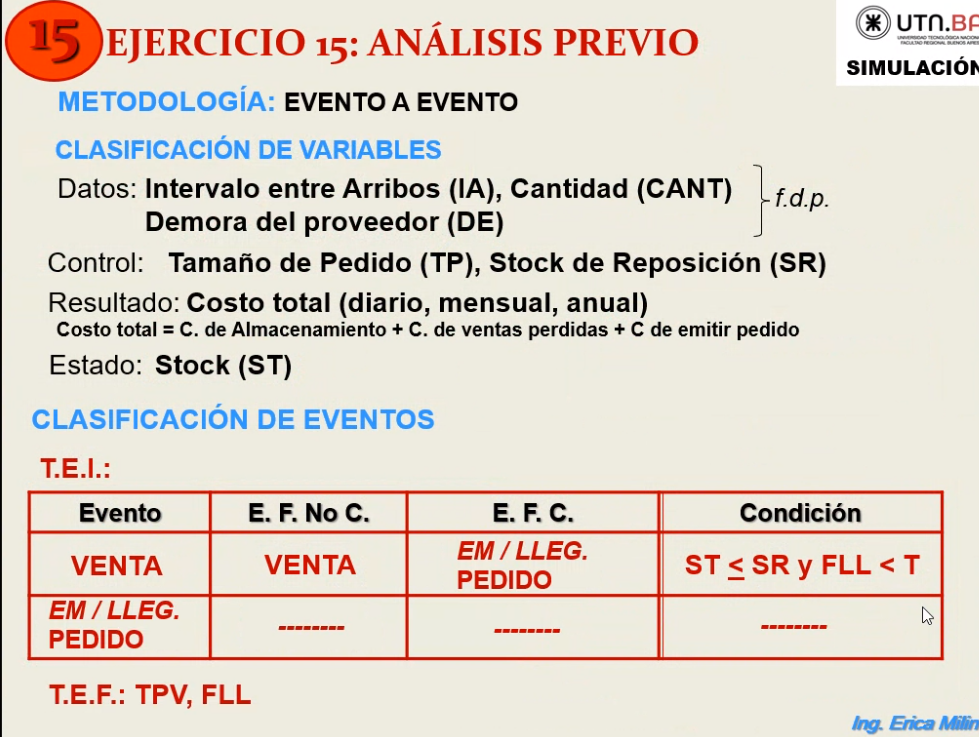 15 EJERCICIO 15: ANÁLISIS PREVIO
UTN.BA
UNIVERSIDAD TECNOLÓGICA NACIONAL
FACULTAD REGIONAL BUENOS AIRES
SIMULACIÓN
METODOLOGÍA: EVENTO A EVENTO
CLASIFICACIÓN DE VARIABLES
Datos: Intervalo entre Arribos (IA), Cantidad (CANT)
Demora del proveedor (DE)
f.d.p.
Control: Tamaño de Pedido (TP), Stock de Reposición (SR)
Resultado: Costo total (diario, mensual, anual)
Costo total = C. de Almacenamiento + C. de ventas perdidas + C de emitir pedido
Estado: Stock (ST)
CLASIFICACIÓN DE EVENTOS
T.E.I.:
Evento E. F. No C. E. F. C. Condición
VENTA VENTA EM / LLEG. PEDIDO ST ≤ SR y FLL < T
EM / LLEG. PEDIDO -------- -------- --------
T.E.F.: TPV, FLL
Ing. Erica Milin